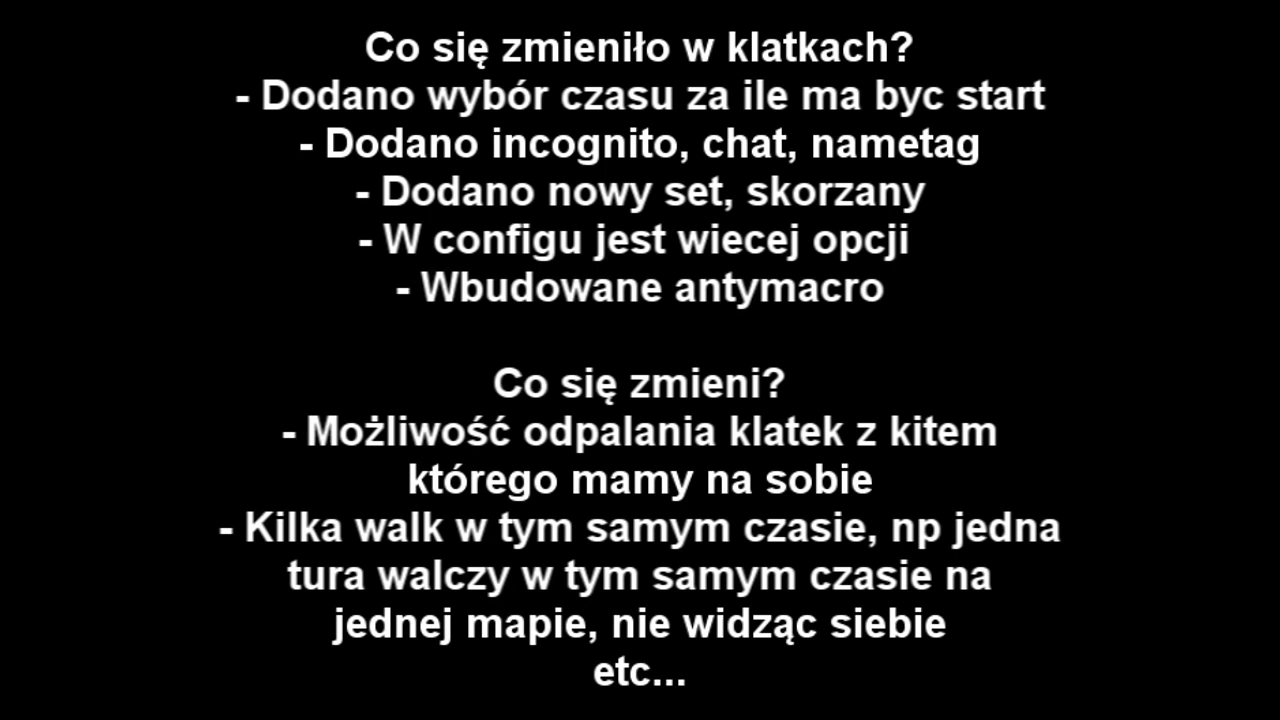 Co się zmieniło w klatkach?
- Dodano wybór czasu za ile ma byc start
- Dodano incognito, chat, nametag
- Dodano nowy set, skorzany
- W configu jest wiecej opcji
- Wbudowane antymacro
Co się zmieni?
- Możliwość odpalania klatek z kitem
którego mamy na sobie
- Kilka walk w tym samym czasie, np jedna
tura walczy w tym samym czasie na
jednej mapie, nie widząc siebie
etc...